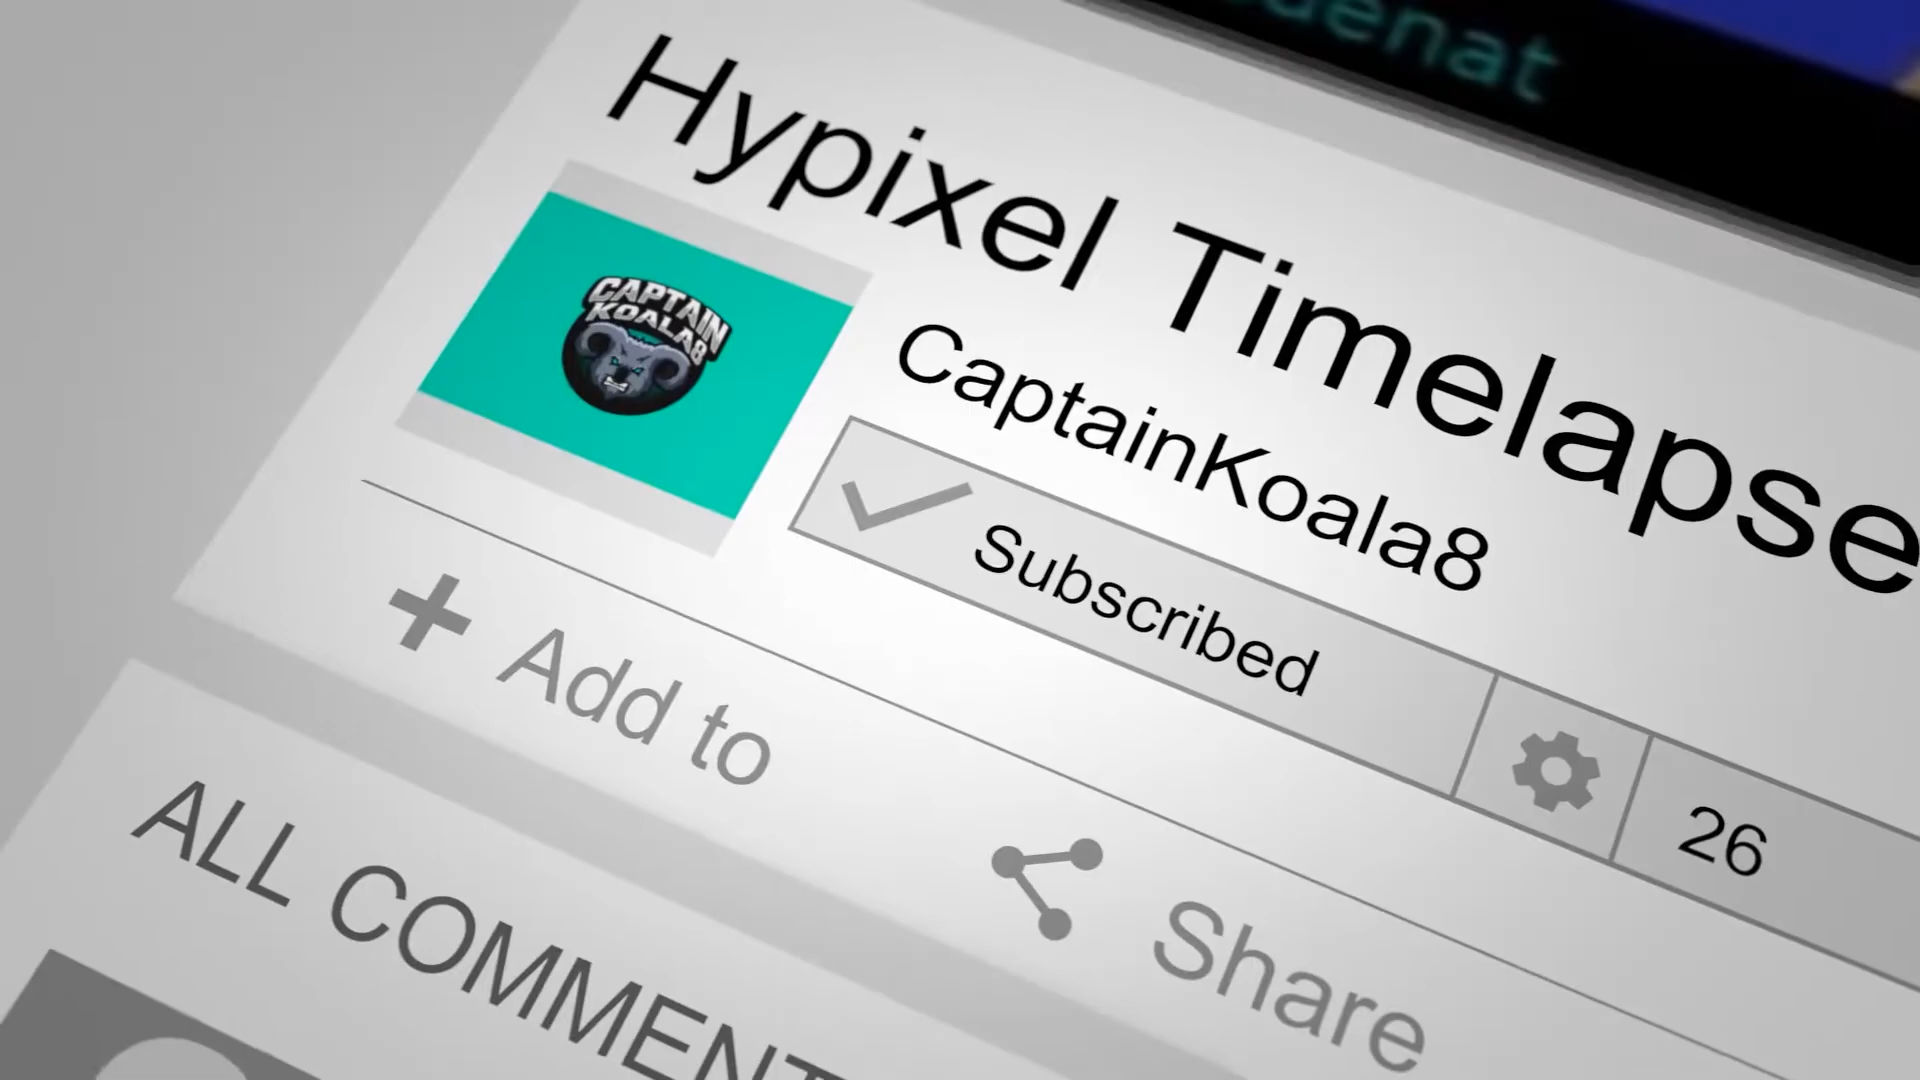 Hypixel Timelapse
CAPTAIN
KOALA8
CaptainKoala8
Subscribed
26
Add to
Share
ALL COMMENT